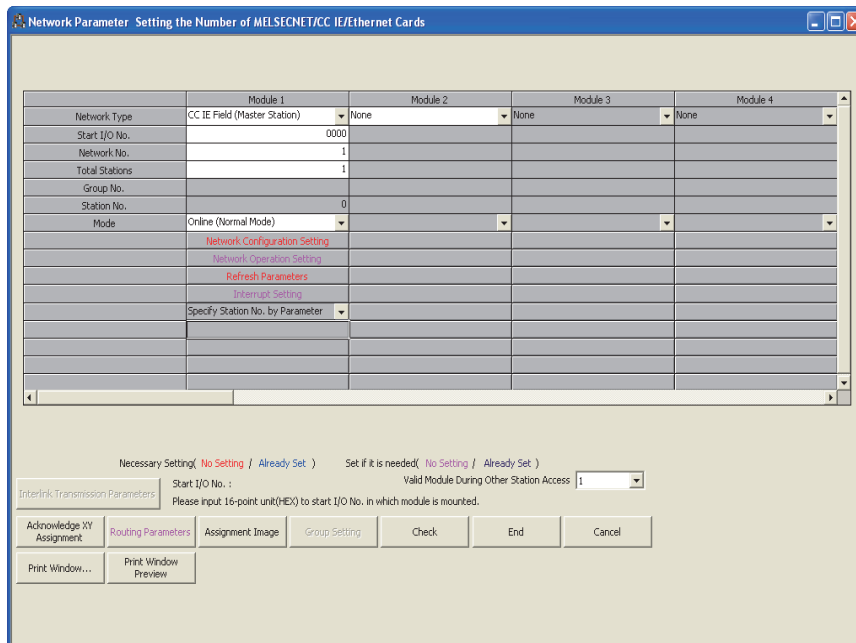 Network Parameter  Setting the Number of MELSECNET/CC IE/Ethernet Cards
Module 1 Module 2 Module 3 Module 4
Network Type CC IE Field (Master Station) None None None
Start I/O No. 0000
Network No. 1
Total Stations 1
Group No.
Station No. 0
Mode Online (Normal Mode)
Network Configuration Setting
Network Operation Setting
Refresh Parameters
Interrupt Setting
Specify Station No. by Parameter
Necessary Setting( No Setting / Already Set ) Set if it is needed( No Setting / Already Set )
Interlink Transmission Parameters Start I/O No. : Valid Module During Other Station Access 1
Please input 16-point unit(HEX) to start I/O No. in which module is mounted.
Acknowledge XY
Assignment Routing Parameters Assignment Image Group Setting Check End Cancel
Print Window... Print Window
Preview